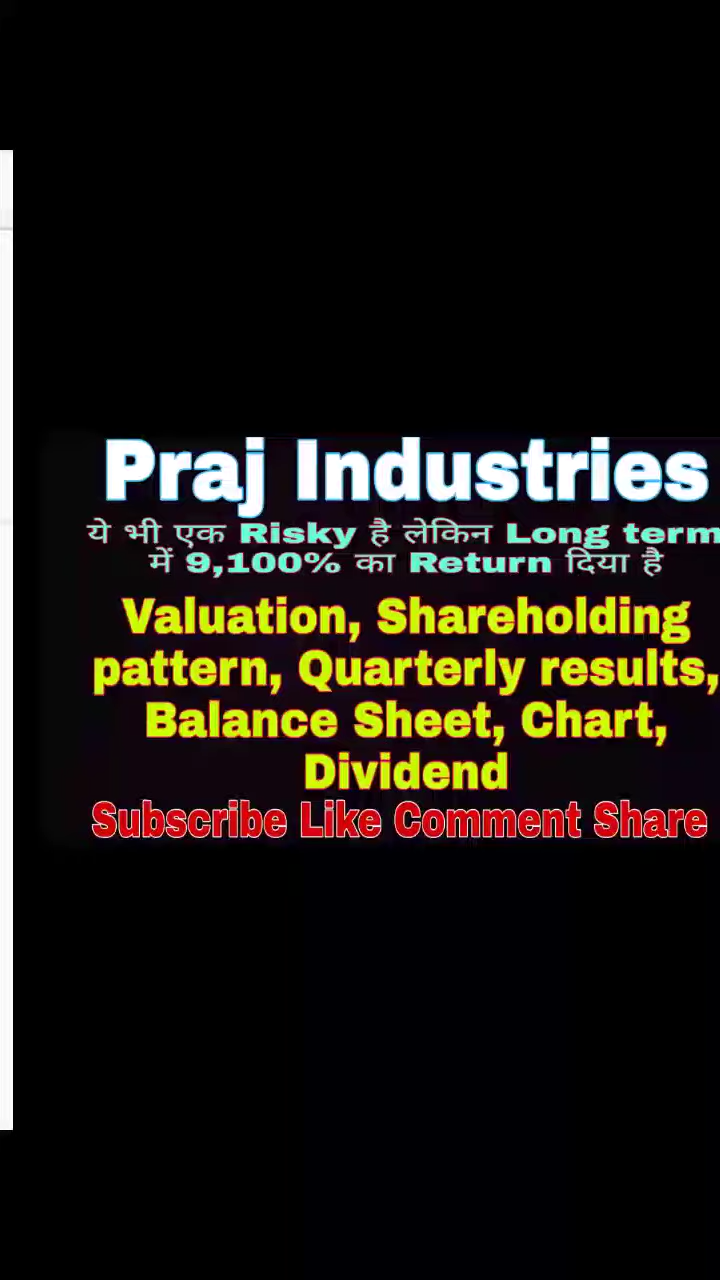 Praj Industries
ये भी एक Risky है लेकिन Long term
में 9,100% का Return दिया है
Valuation, Shareholding
pattern, Quarterly results,
Balance Sheet, Chart,
Dividend
Subscribe Like Comment Share